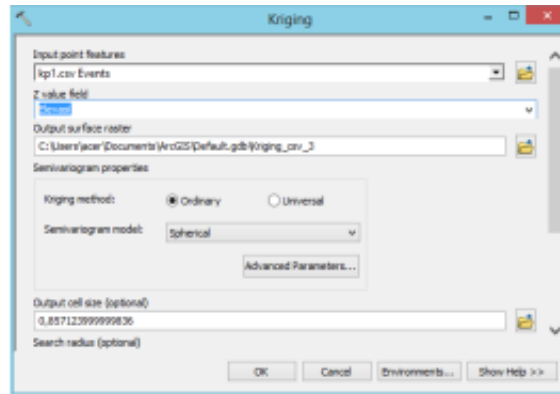 Kriging
Input point features
kp1.csv Events
Z value field
Output surface raster
C:\Users\acer\Documents\ArcGIS\Default.gdb\Kriging_csv_3
Semivariogram properties
Kriging method:
Ordinary
Universal
Semivariogram model:
Spherical
Advanced Parameters...
Output cell size (optional)
0,857123999999836
Search radius (optional)
OK
Cancel
Environments...
Show Help >>